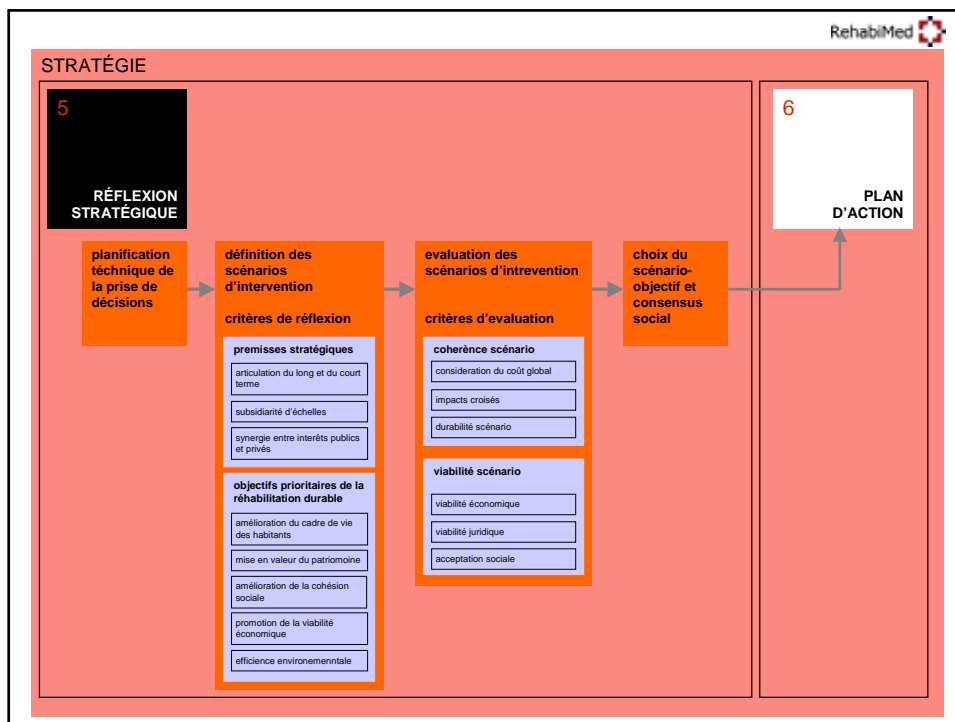 RehabiMed
STRATÉGIE
5
RÉFLEXION
STRATÉGIQUE
6
PLAN
D'ACTION
planification
téchnique de
la prise de
décisions
définition des
scénarios
d'intervention
critères de réflexion
premisses stratégiques
articulation du long et du court
terme
subsidiarité d'échelles
synergie entre interêts publics
et privés
objectifs prioritaires de la
réhabilitation durable
amélioration du cadre de vie
des habitants
mise en valeur du patriomoine
amélioration de la cohésion
sociale
promotion de la viabilité
économique
efficience environementale
evaluation des
scénarios d'intrevention
critères d'evaluation
coherènce scénario
consideration du coût global
impacts croisés
durabilité scénario
viabilité scénario
viabilité économique
viabilité juridique
acceptation sociale
choix du
scénario-
objectif et
consensus
social